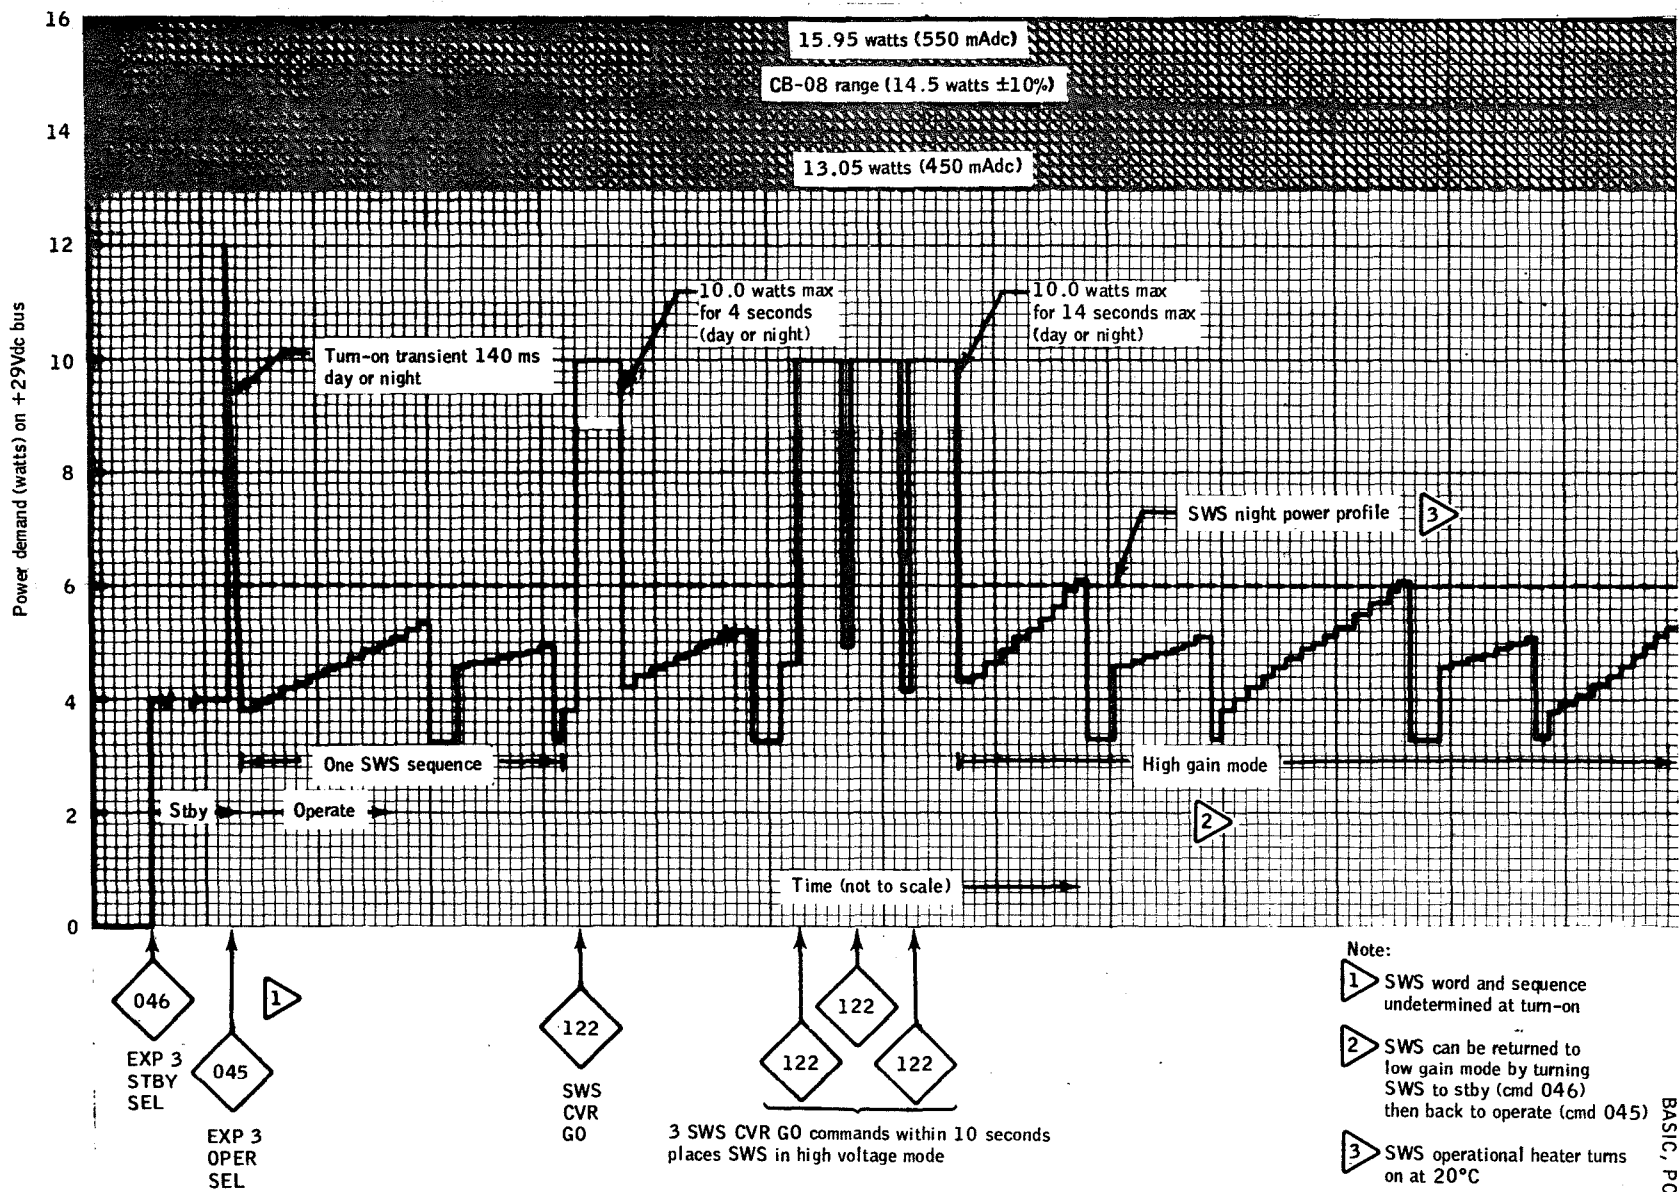 16
15.95 watts (550 mAdc)
CB-08 range (14.5 watts ±10%)
14
13.05 watts (450 mAdc)
12
Power demand (watts) on +29Vdc bus
10.0 watts max
for 4 seconds
(day or night)
10.0 watts max
for 14 seconds max
(day or night)
Turn-on transient 140 ms
day or night
10
8
SWS night power profile
3
6
4
One SWS sequence
High gain mode
Stby
Operate
2
2
Time (not to scale)
0
046
EXP 3
STBY
SEL
1
045
EXP 3
OPER
SEL
122
SWS
CVR
GO
122
122
122
3 SWS CVR GO commands within 10 seconds
places SWS in high voltage mode
Note:
1 SWS word and sequence
undetermined at turn-on
2 SWS can be returned to
low gain mode by turning
SWS to stby (cmd 046)
then back to operate (cmd 045)
3 SWS operational heater turns
on at 20°C
BASIC,